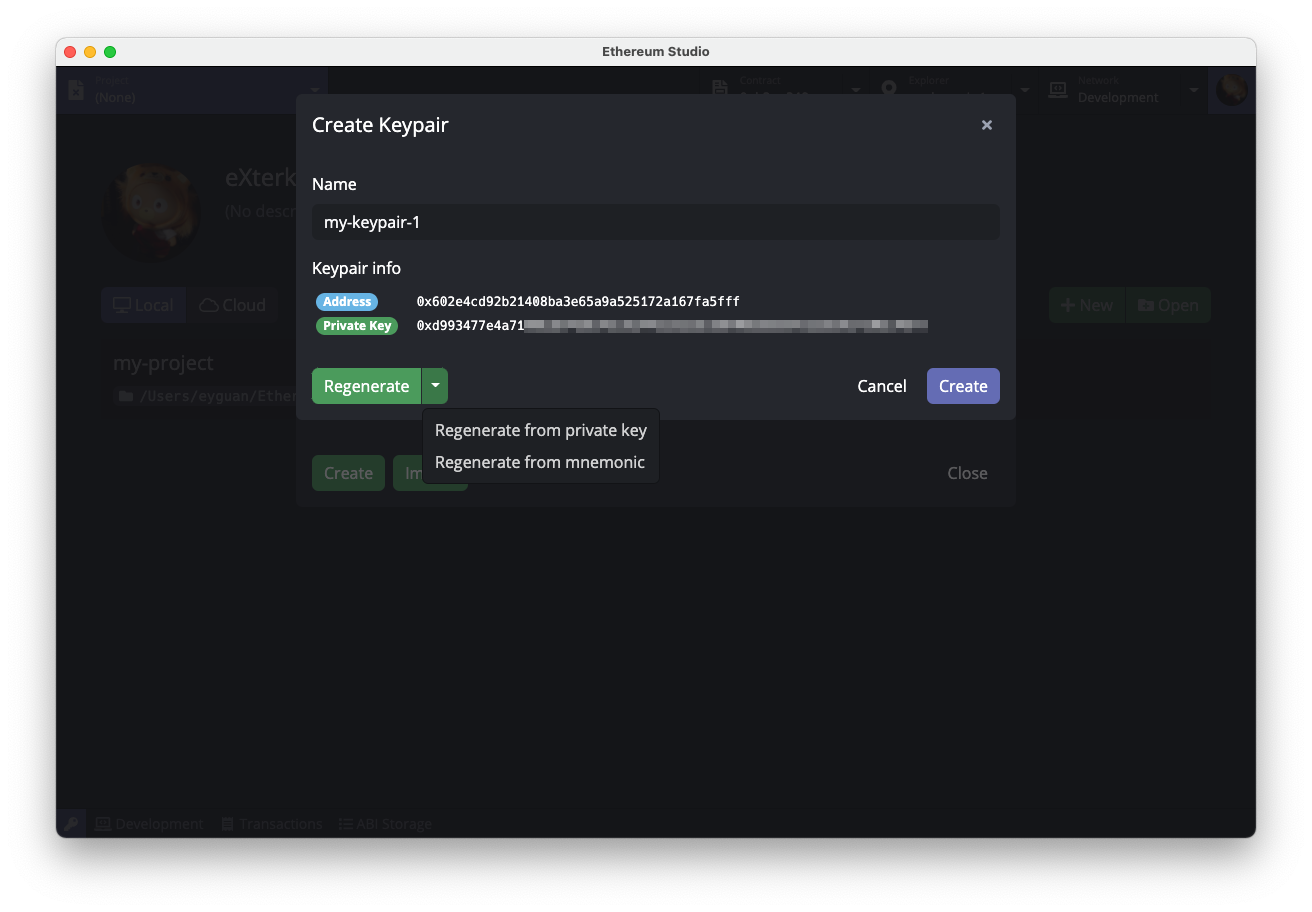 Ethereum Studio
Project
(None)
Contract
Explorer
Network
Development
Create Keypair
×
eXterk
(No descr
Name
my-keypair-1
Keypair info
Address 0x602e4cd92b21408ba3e65a9a525172a167fa5fff
Private Key 0xd993477e4a71
Local Cloud
New Open
my-project
/Users/eyguan/Ether
Regenerate Cancel Create
Regenerate from private key
Regenerate from mnemonic
Create Im Close
Development Transactions ABI Storage